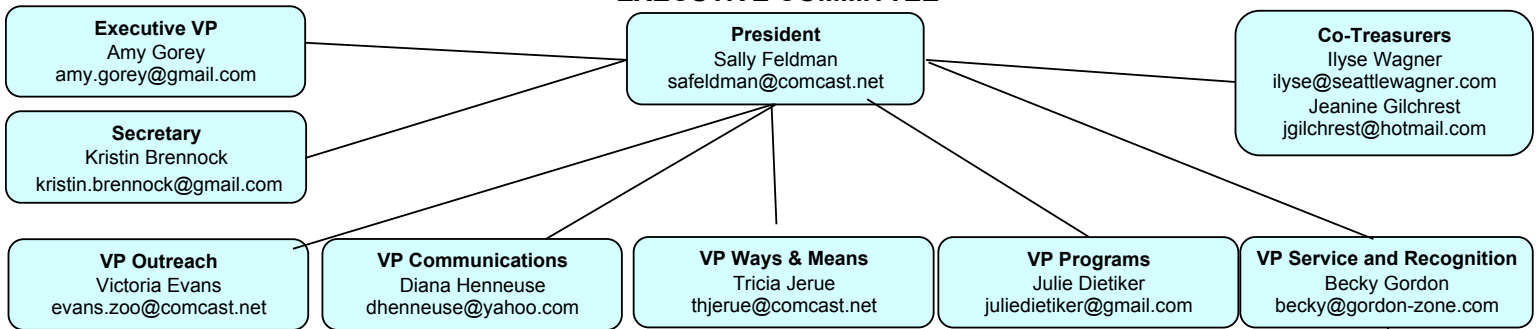 EXECUTIVE COMMITTEE
Executive VP
Amy Gorey
amy.gorey@gmail.com
President
Sally Feldman
safeldman@comcast.net
Co-Treasurers
Ilyse Wagner
ilyse@seattlewagner.com
Jeanine Gilchrest
jgilchrest@hotmail.com
Secretary
Kristin Brennock
kristin.brennock@gmail.com
VP Outreach
Victoria Evans
evans.zoo@comcast.net
VP Communications
Diana Henneuse
dhenneuse@yahoo.com
VP Ways & Means
Tricia Jerue
thjerue@comcast.net
VP Programs
Julie Dietiker
juliedietiker@gmail.com
VP Service and Recognition
Becky Gordon
becky@gordon-zone.com